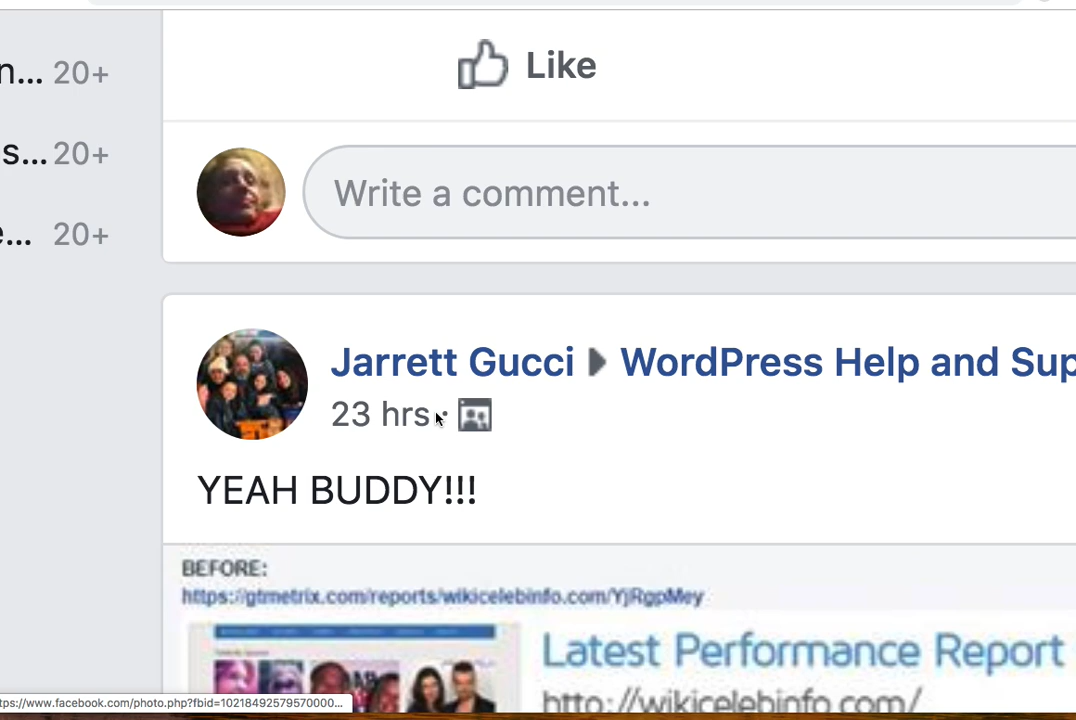 Like
n... 20+
s... 20+
e... 20+
Write a comment...
Jarrett Gucci WordPress Help and Sup
23 hrs ·
YEAH BUDDY!!!
BEFORE:
https://gtmetrix.com/reports/wikicelebinfo.com/YjRgpMey
Latest Performance Report
http://wikicelebinfo.com/
tps://www.facebook.com/photo.php?fbid=10218492579570000...